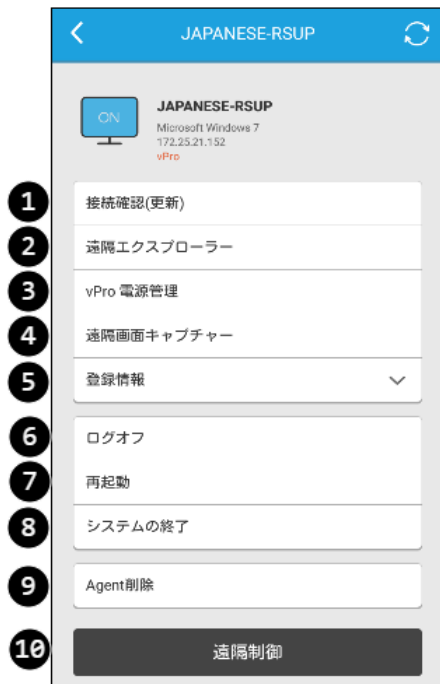 JAPANESE-RSUP
ON
JAPANESE-RSUP
Microsoft Windows 7
172.25.21.152
vPro
1 接続確認(更新)
2 遠隔エクスプローラー
3 vPro 電源管理
4 遠隔画面キャプチャー
5 登録情報
6 ログオフ
7 再起動
8 システムの終了
9 Agent削除
10 遠隔制御